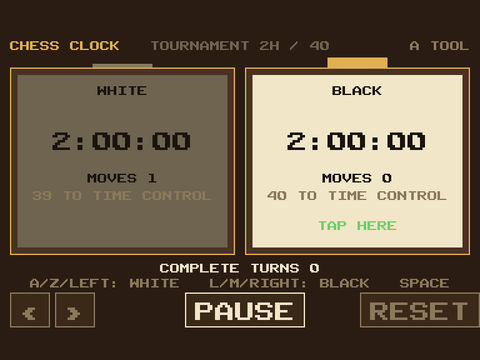 CHESS CLOCK TOURNAMENT 2H / 40 A TOOL
WHITE
2:00:00
MOVES 1
39 TO TIME CONTROL
BLACK
2:00:00
MOVES 0
40 TO TIME CONTROL
TAP HERE
COMPLETE TURNS 0
A/Z/LEFT: WHITE L/M/RIGHT: BLACK SPACE
< > PAUSE RESET